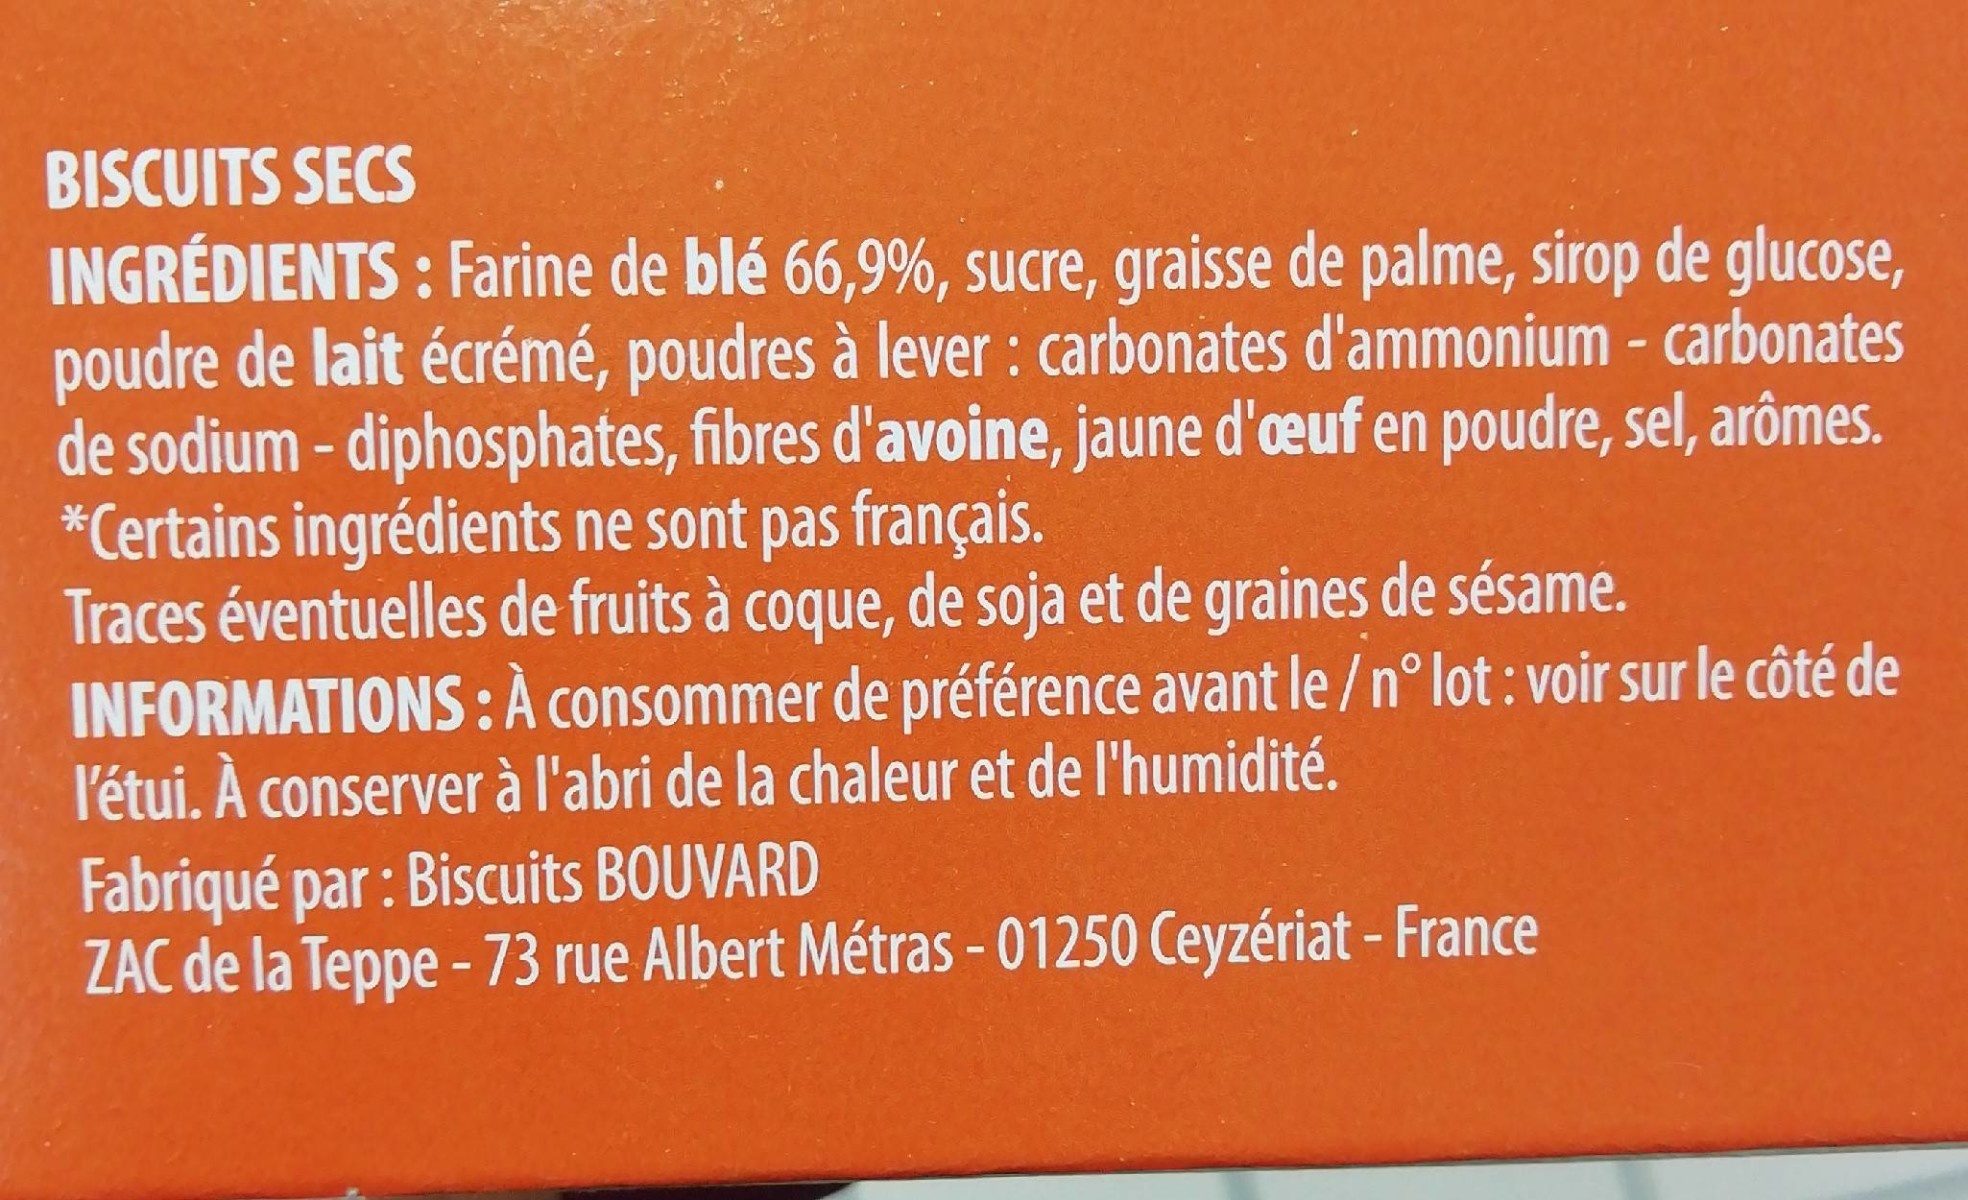 BISCUITS SECS
INGRÉDIENTS : Farine de blé 66,9%, sucre, graisse de palme, sirop de glucose,
poudre de lait écrémé, poudres à lever : carbonates d'ammonium - carbonates
de sodium - diphosphates, fibres d'avoine, jaune d'œuf en poudre, sel, arômes.
*Certains ingrédients ne sont pas français.
Traces éventuelles de fruits à coque, de soja et de graines de sésame.
INFORMATIONS : À consommer de préférence avant le / n° lot : voir sur le côté de
l'étui. À conserver à l'abri de la chaleur et de l'humidité.
Fabriqué par : Biscuits BOUVARD
ZAC de la Teppe - 73 rue Albert Métras - 01250 Ceyzériat - France